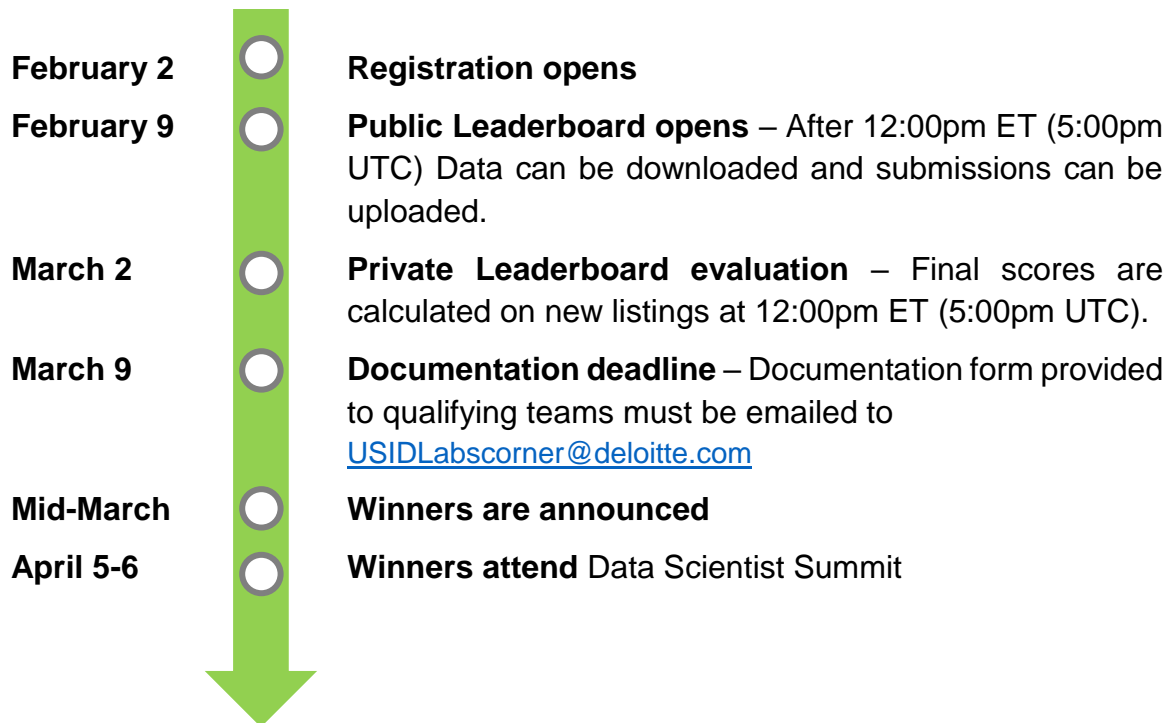 February 2 Registration opens
February 9 Public Leaderboard opens – After 12:00pm ET (5:00pm
UTC) Data can be downloaded and submissions can be
uploaded.
March 2 Private Leaderboard evaluation – Final scores are
calculated on new listings at 12:00pm ET (5:00pm UTC).
March 9 Documentation deadline – Documentation form provided
to qualifying teams must be emailed to
USIDLabscorner@deloitte.com
Mid-March Winners are announced
April 5-6 Winners attend Data Scientist Summit